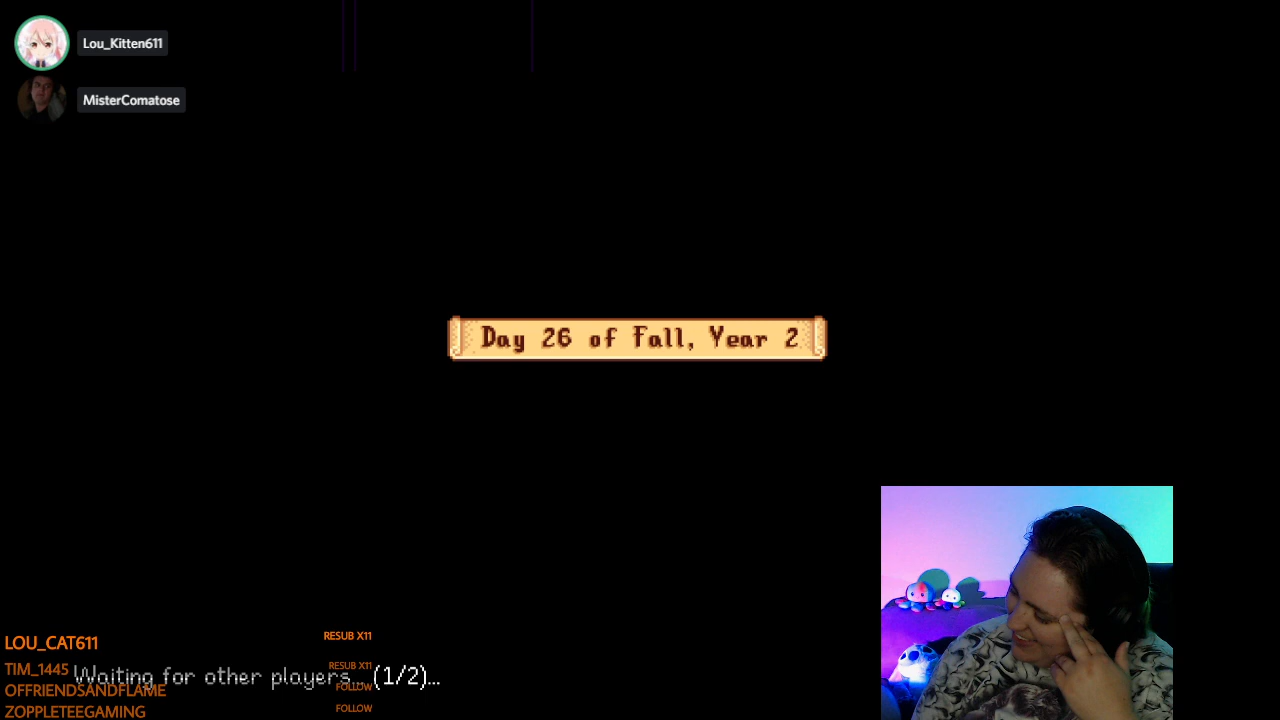 Lou_Kitten611
MisterComatose
Day 26 of Fall, Year 2
LOU_CAT611 RESUB X11
TIM_1445 RESUB X11
Waiting for other players... (1/2)...
OFFRIENDSANDFLAME FOLLOW
ZOPPLETEEGAMING FOLLOW